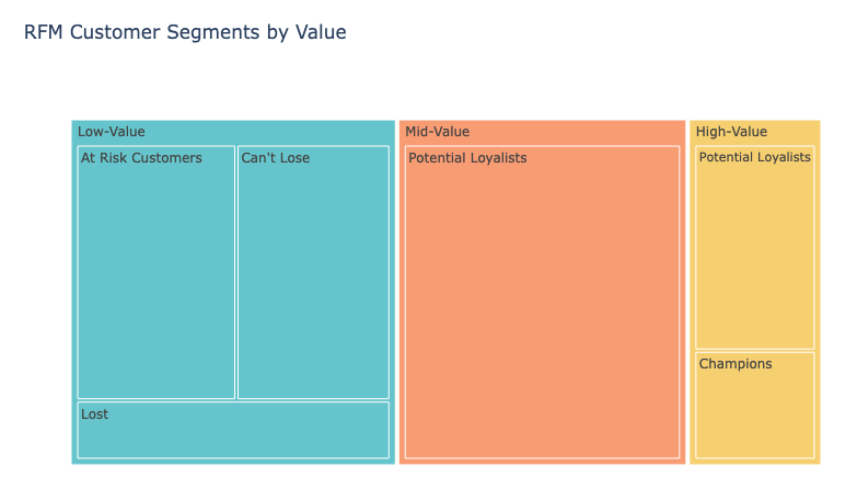 RFM Customer Segments by Value
Low-Value
At Risk Customers
Can't Lose
Lost
Mid-Value
Potential Loyalists
High-Value
Potential Loyalists
Champions